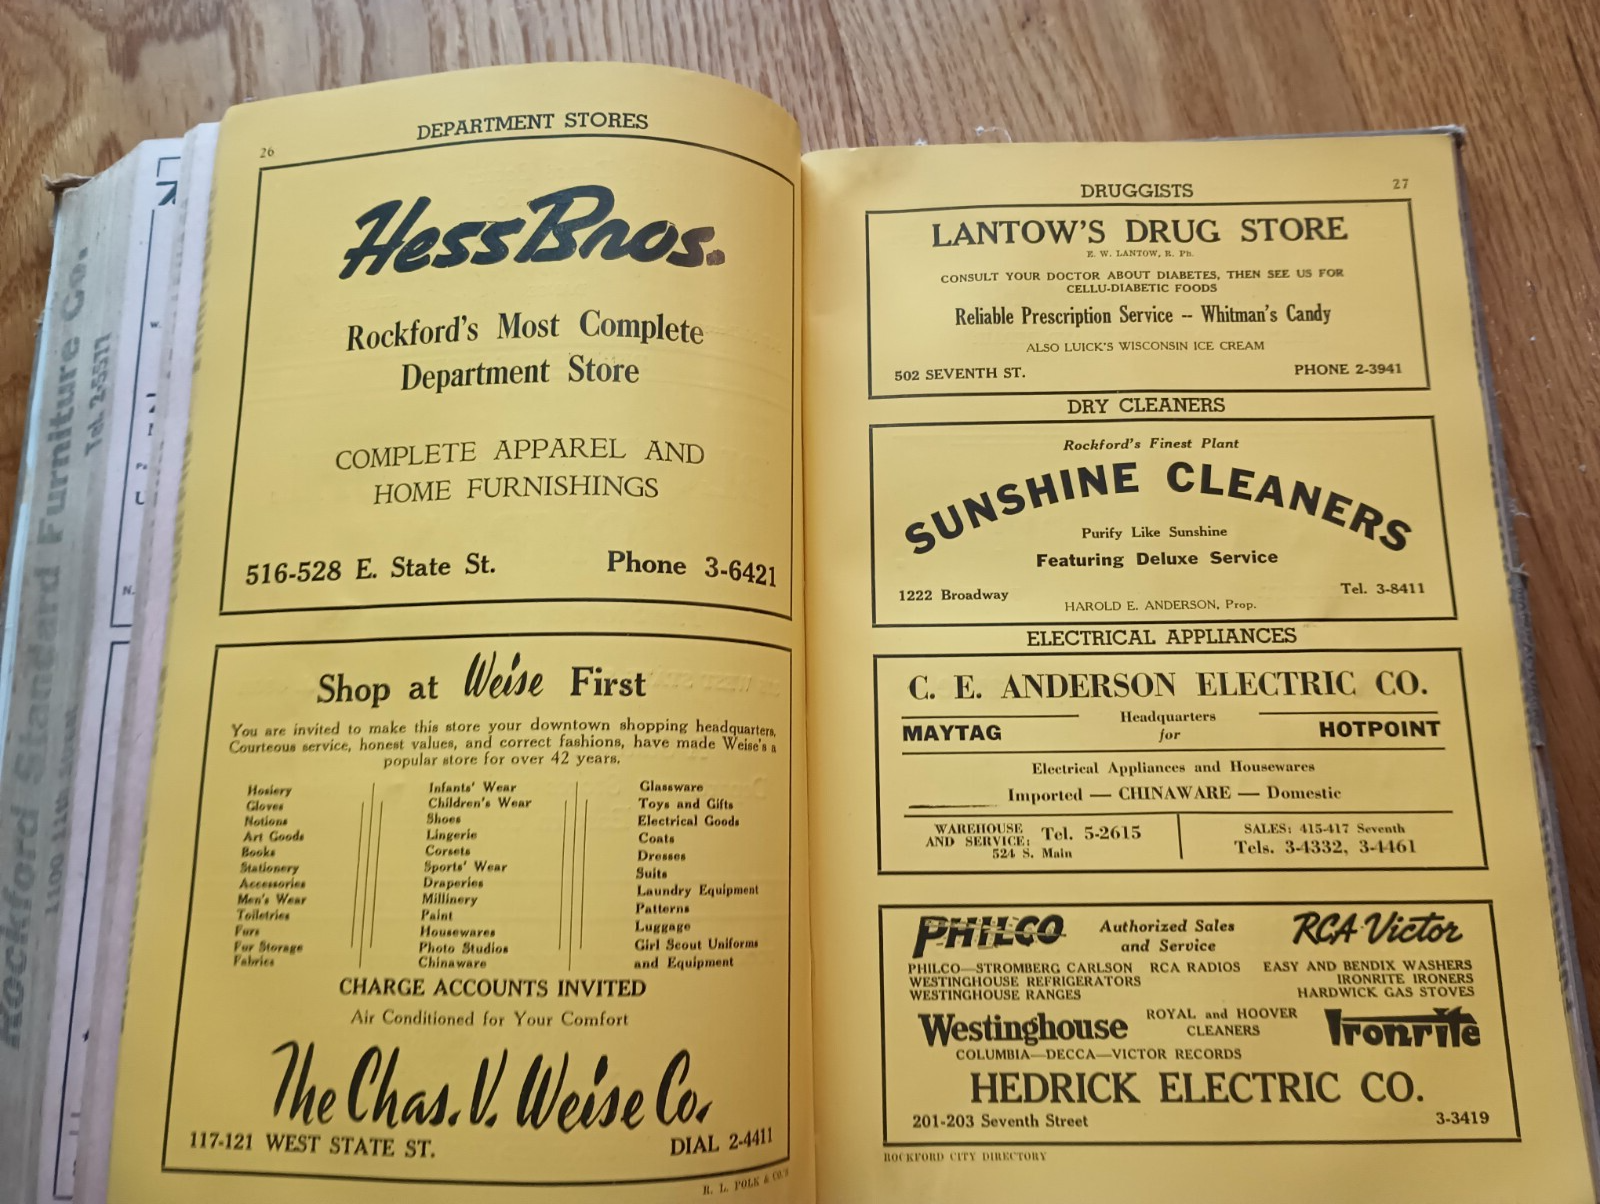 26
DEPARTMENT STORES
Hess Bros.
Rockford's Most Complete
Department Store
COMPLETE APPAREL AND
HOME FURNISHINGS
516-528 E. State St. Phone 3-6421
Shop at Weise First
You are invited to make this store your downtown shopping headquarters.
Courteous service, honest values, and correct fashions, have made Weise's a
popular store for over 42 years.
Hosiery
Gloves
Notions
Art Goods
Books
Stationery
Accessories
Men's Wear
Toiletries
Furs
Fur Storage
Fabrics
Infants' Wear
Children's Wear
Shoes
Lingerie
Corsets
Sports' Wear
Draperies
Millinery
Paint
Housewares
Photo Studios
Chinaware
Glassware
Toys and Gifts
Electrical Goods
Coats
Dresses
Suits
Laundry Equipment
Patterns
Luggage
Girl Scout Uniforms
and Equipment
CHARGE ACCOUNTS INVITED
Air Conditioned for Your Comfort
The Chas. V. Weise Co.
117-121 WEST STATE ST. DIAL 2-4411
R. L. POLK & CO.'S
27
DRUGGISTS
LANTOW'S DRUG STORE
E. W. LANTOW, R. Ph.
CONSULT YOUR DOCTOR ABOUT DIABETES, THEN SEE US FOR
CELLU-DIABETIC FOODS
Reliable Prescription Service -- Whitman's Candy
ALSO LUICK'S WISCONSIN ICE CREAM
502 SEVENTH ST. PHONE 2-3941
DRY CLEANERS
Rockford's Finest Plant
SUNSHINE CLEANERS
Purify Like Sunshine
Featuring Deluxe Service
1222 Broadway Tel. 3-8411
HAROLD E. ANDERSON, Prop.
ELECTRICAL APPLIANCES
C. E. ANDERSON ELECTRIC CO.
MAYTAG Headquarters for HOTPOINT
Electrical Appliances and Housewares
Imported — CHINAWARE — Domestic
WAREHOUSE
AND SERVICE: Tel. 5-2615
524 S. Main
SALES: 415-417 Seventh
Tels. 3-4332, 3-4461
PHILCO Authorized Sales and Service RCA Victor
PHILCO—STROMBERG CARLSON RCA RADIOS EASY AND BENDIX WASHERS
WESTINGHOUSE REFRIGERATORS IRONRITE IRONERS
WESTINGHOUSE RANGES HARDWICK GAS STOVES
Westinghouse ROYAL and HOOVER CLEANERS Ironrite
COLUMBIA—DECCA—VICTOR RECORDS
HEDRICK ELECTRIC CO.
201-203 Seventh Street 3-3419
ROCKFORD CITY DIRECTORY
Rockford Standard Furniture Co.
1100 11th Street
Tel. 2-5577